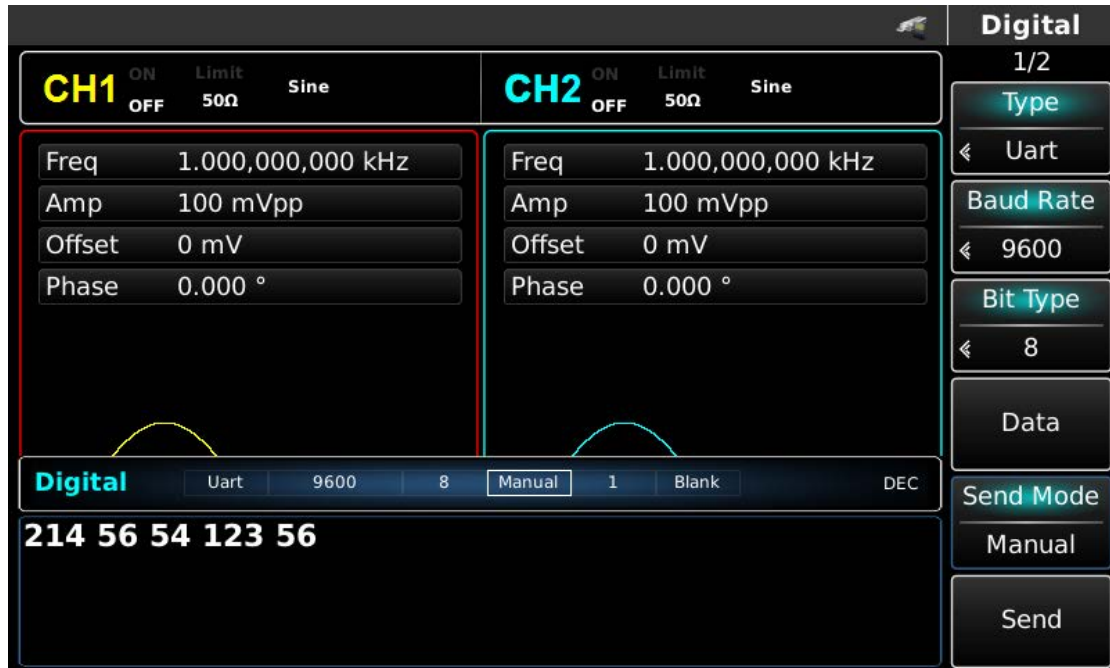 Digital
1/2
CH1 ON OFF Limit 50Ω Sine
CH2 ON OFF Limit 50Ω Sine
Freq 1.000,000,000 kHz
Amp 100 mVpp
Offset 0 mV
Phase 0.000 °
Freq 1.000,000,000 kHz
Amp 100 mVpp
Offset 0 mV
Phase 0.000 °
Digital Uart 9600 8 Manual 1 Blank DEC
214 56 54 123 56
Type
Uart
Baud Rate
9600
Bit Type
8
Data
Send Mode
Manual
Send